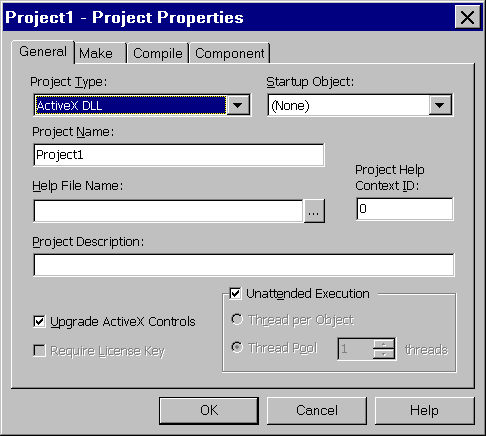 Project1 - Project Properties
General Make Compile Component
Project Type: Startup Object:
ActiveX DLL (None)
Project Name:
Project1
Help File Name: Project Help
Context ID:
... 0
Project Description:
Unattended Execution
Upgrade ActiveX Controls Thread per Object
Require License Key Thread Pool 1 threads
OK Cancel Help